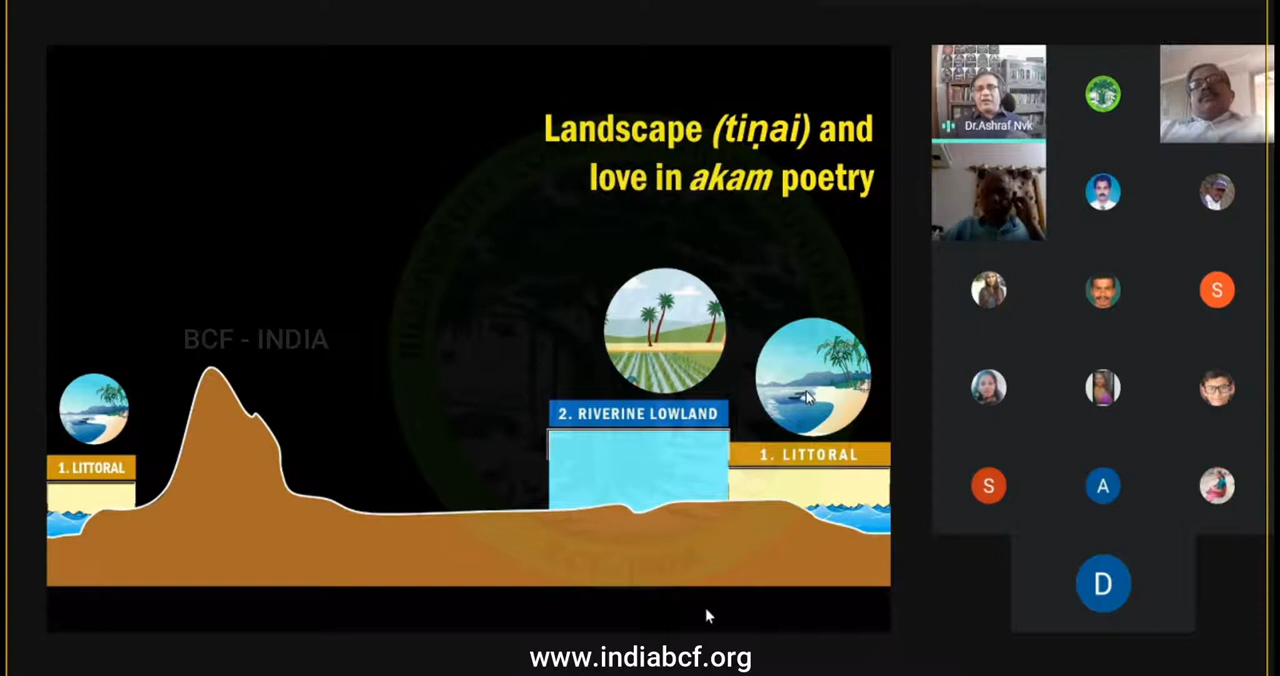 Landscape (tiṇai) and
love in akam poetry
BCF - INDIA
2. RIVERINE LOWLAND
1. LITTORAL
1. LITTORAL
Dr.Ashraf Nvk
S
S
A
D
www.indiabcf.org